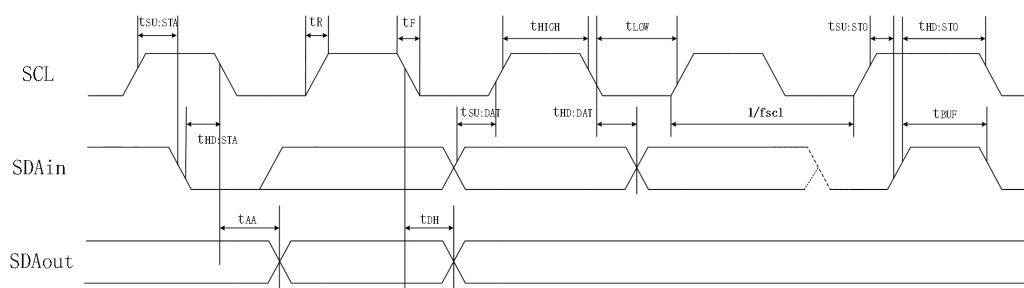 tSU:STA tR tF tHIGH tLOW tSU:STO tHD:STO
SCL
tHD:STA tSU:DAT tHD:DAT 1/fscl tBUF
SDAin
tAA tDH
SDAout